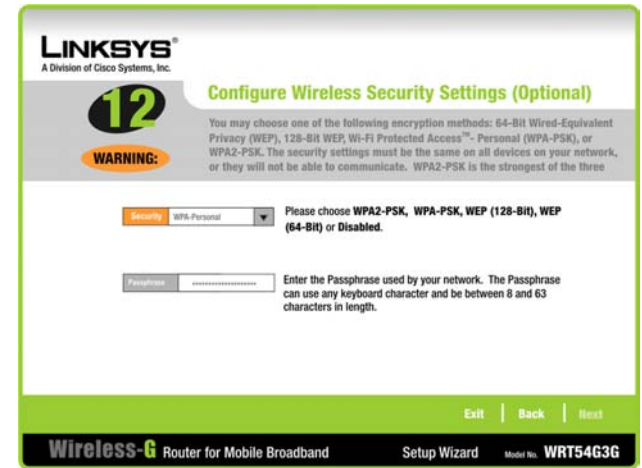 LINKSYS®
A Division of Cisco Systems, Inc.
12
WARNING:
Configure Wireless Security Settings (Optional)
You may choose one of the following encryption methods: 64-Bit Wired-Equivalent
Privacy (WEP), 128-Bit WEP, Wi-Fi Protected Access™- Personal (WPA-PSK), or
WPA2-PSK. The security settings must be the same on all devices on your network,
or they will not be able to communicate. WPA2-PSK is the strongest of the three
Security WPA-Personal
Please choose WPA2-PSK, WPA-PSK, WEP (128-Bit), WEP
(64-Bit) or Disabled.
Passphrase ********************
Enter the Passphrase used by your network. The Passphrase
can use any keyboard character and be between 8 and 63
characters in length.
Exit | Back | Next
Wireless-G Router for Mobile Broadband Setup Wizard Model No. WRT54G3G